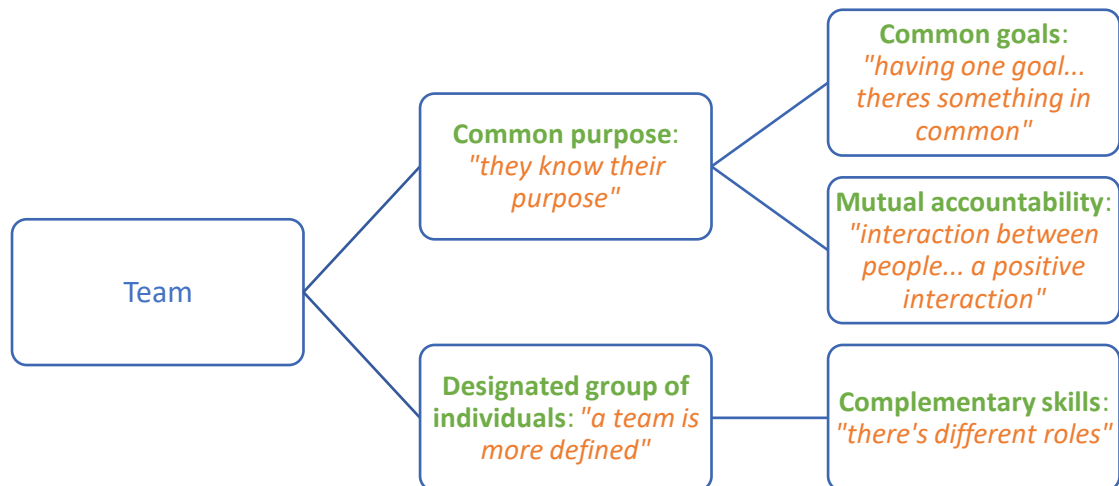 Team
Common purpose:
"they know their
purpose"
Designated group of
individuals: "a team is
more defined"
Common goals:
"having one goal...
theres something in
common"
Mutual accountability:
"interaction between
people... a positive
interaction"
Complementary skills:
"there's different roles"